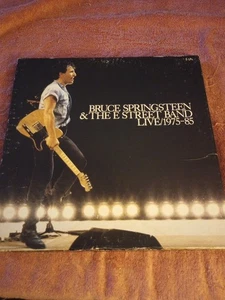 BRUCE SPRINGSTEEN
& THE E STREET BAND
LIVE/1975-85